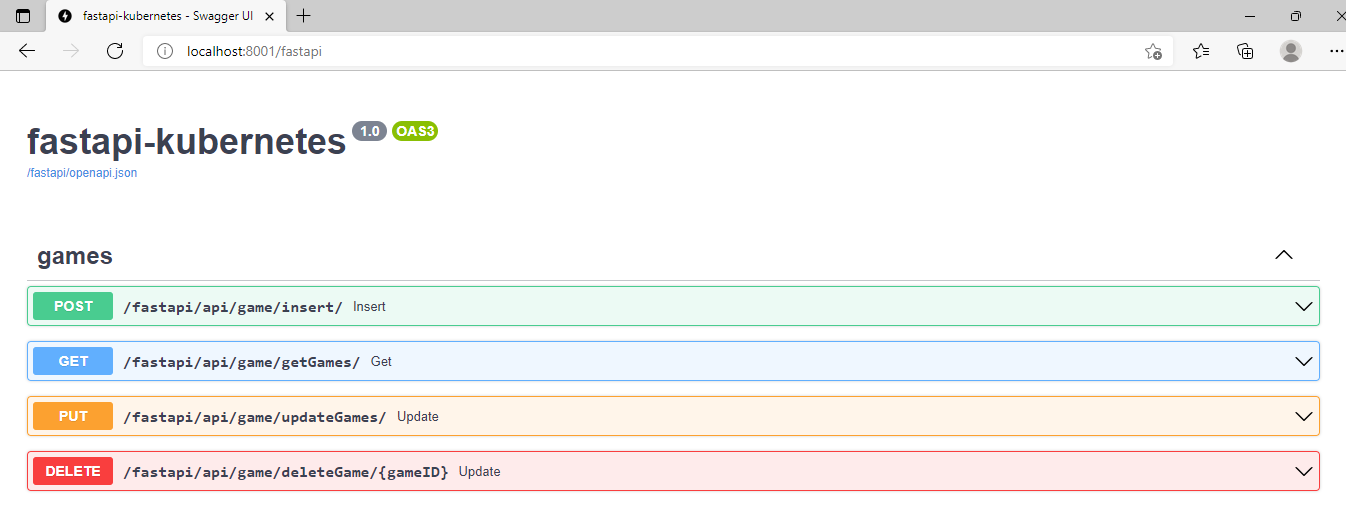 fastapi-kubernetes - Swagger UI
localhost:8001/fastapi
fastapi-kubernetes 1.0 OAS3
/fastapi/openapi.json
games
POST /fastapi/api/game/insert/ Insert
GET /fastapi/api/game/getGames/ Get
PUT /fastapi/api/game/updateGames/ Update
DELETE /fastapi/api/game/deleteGame/{gameID} Update